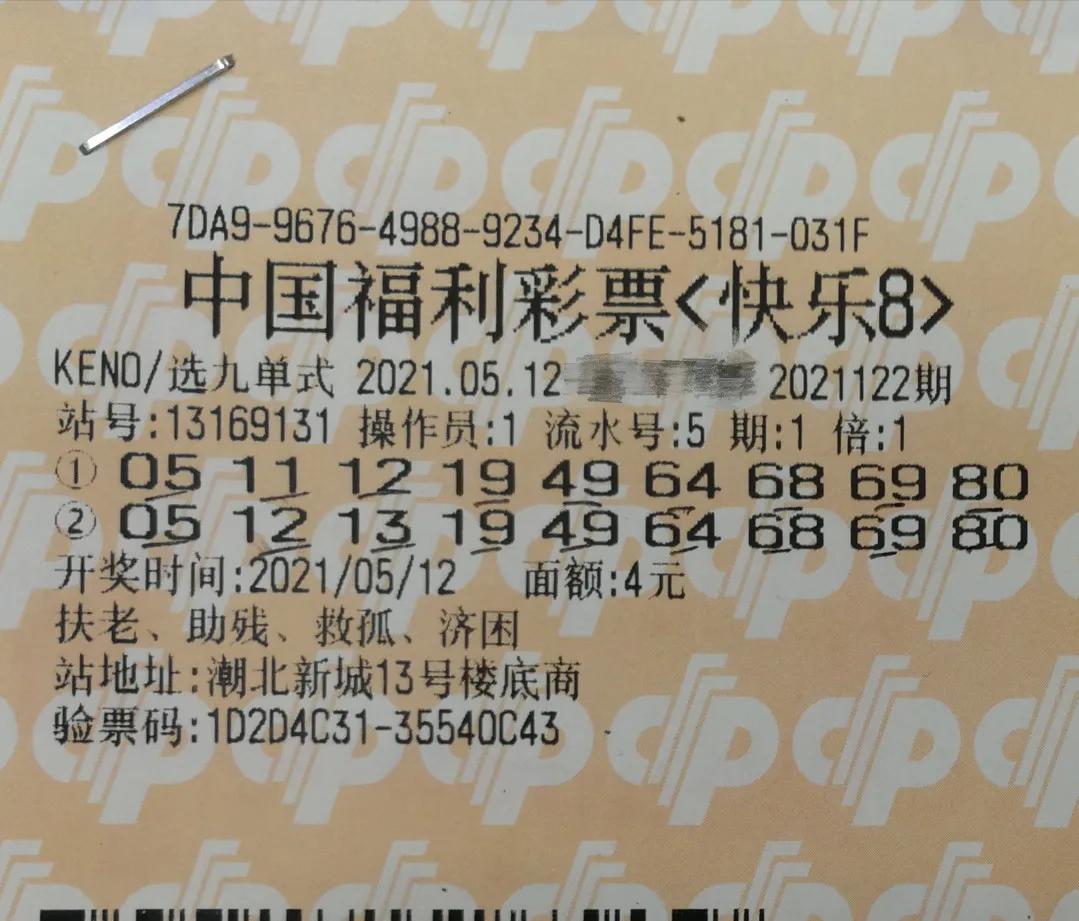 7DA9-9676-4988-9234-D4FE-5181-031F
中国福利彩票<快乐8>
KENO/选九单式 2021.05.12 2021122期
站号:13169131 操作员:1 流水号:5 期:1 倍:1
① 05 11 12 19 49 64 68 69 80
② 05 12 13 19 49 64 68 69 80
开奖时间:2021/05/12 面额:4元
扶老、助残、救孤、济困
站地址:潮北新城13号楼底商
验票码:1D2D4C31-35540C43